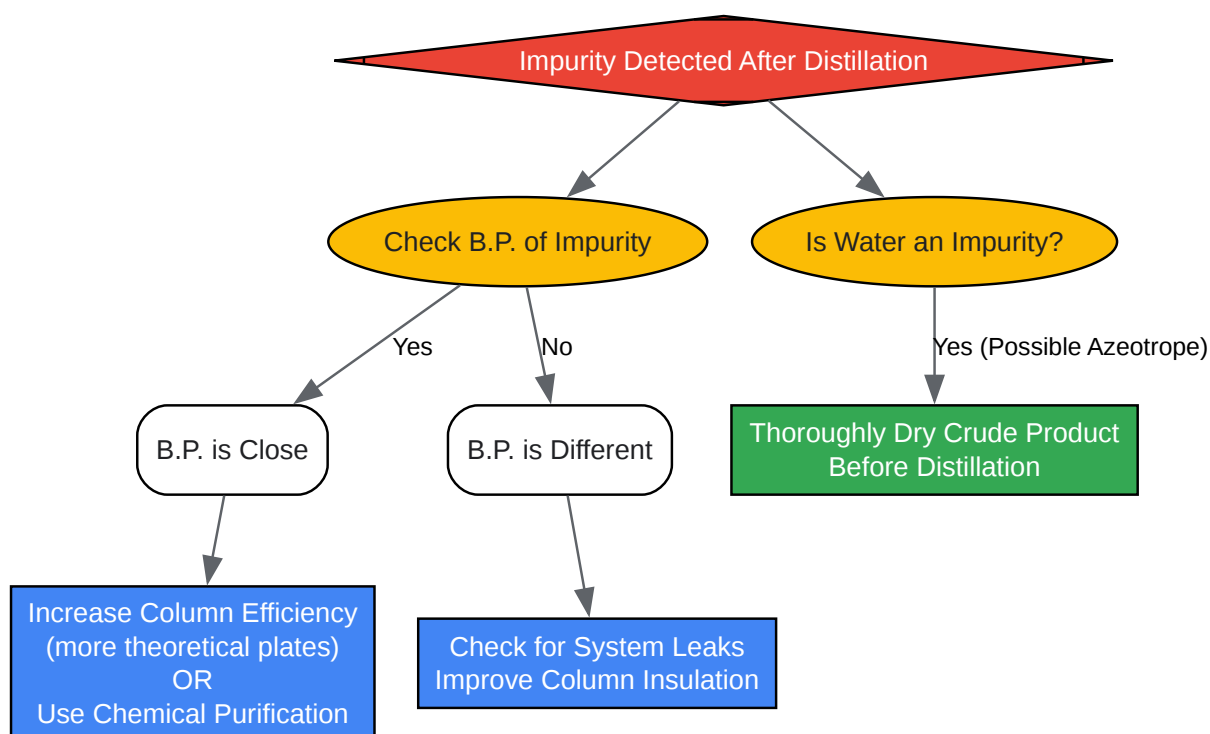 Impurity Detected After Distillation
Check B.P. of Impurity
Is Water an Impurity?
Yes
No
Yes (Possible Azeotrope)
B.P. is Close
B.P. is Different
Thoroughly Dry Crude Product
Before Distillation
Increase Column Efficiency
(more theoretical plates)
OR
Use Chemical Purification
Check for System Leaks
Improve Column Insulation